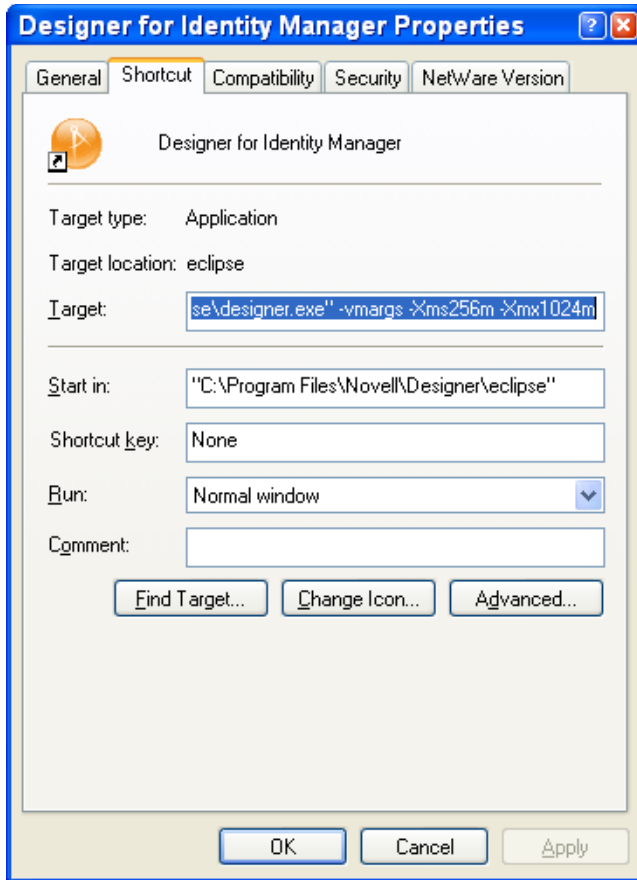 Designer for Identity Manager Properties
General Shortcut Compatibility Security NetWare Version
Designer for Identity Manager
Target type: Application
Target location: eclipse
Target: se\designer.exe" -vmargs -Xms256m -Xmx1024m
Start in: "C:\Program Files\Novell\Designer\eclipse"
Shortcut key: None
Run: Normal window
Comment:
Find Target... Change Icon... Advanced...
OK Cancel Apply